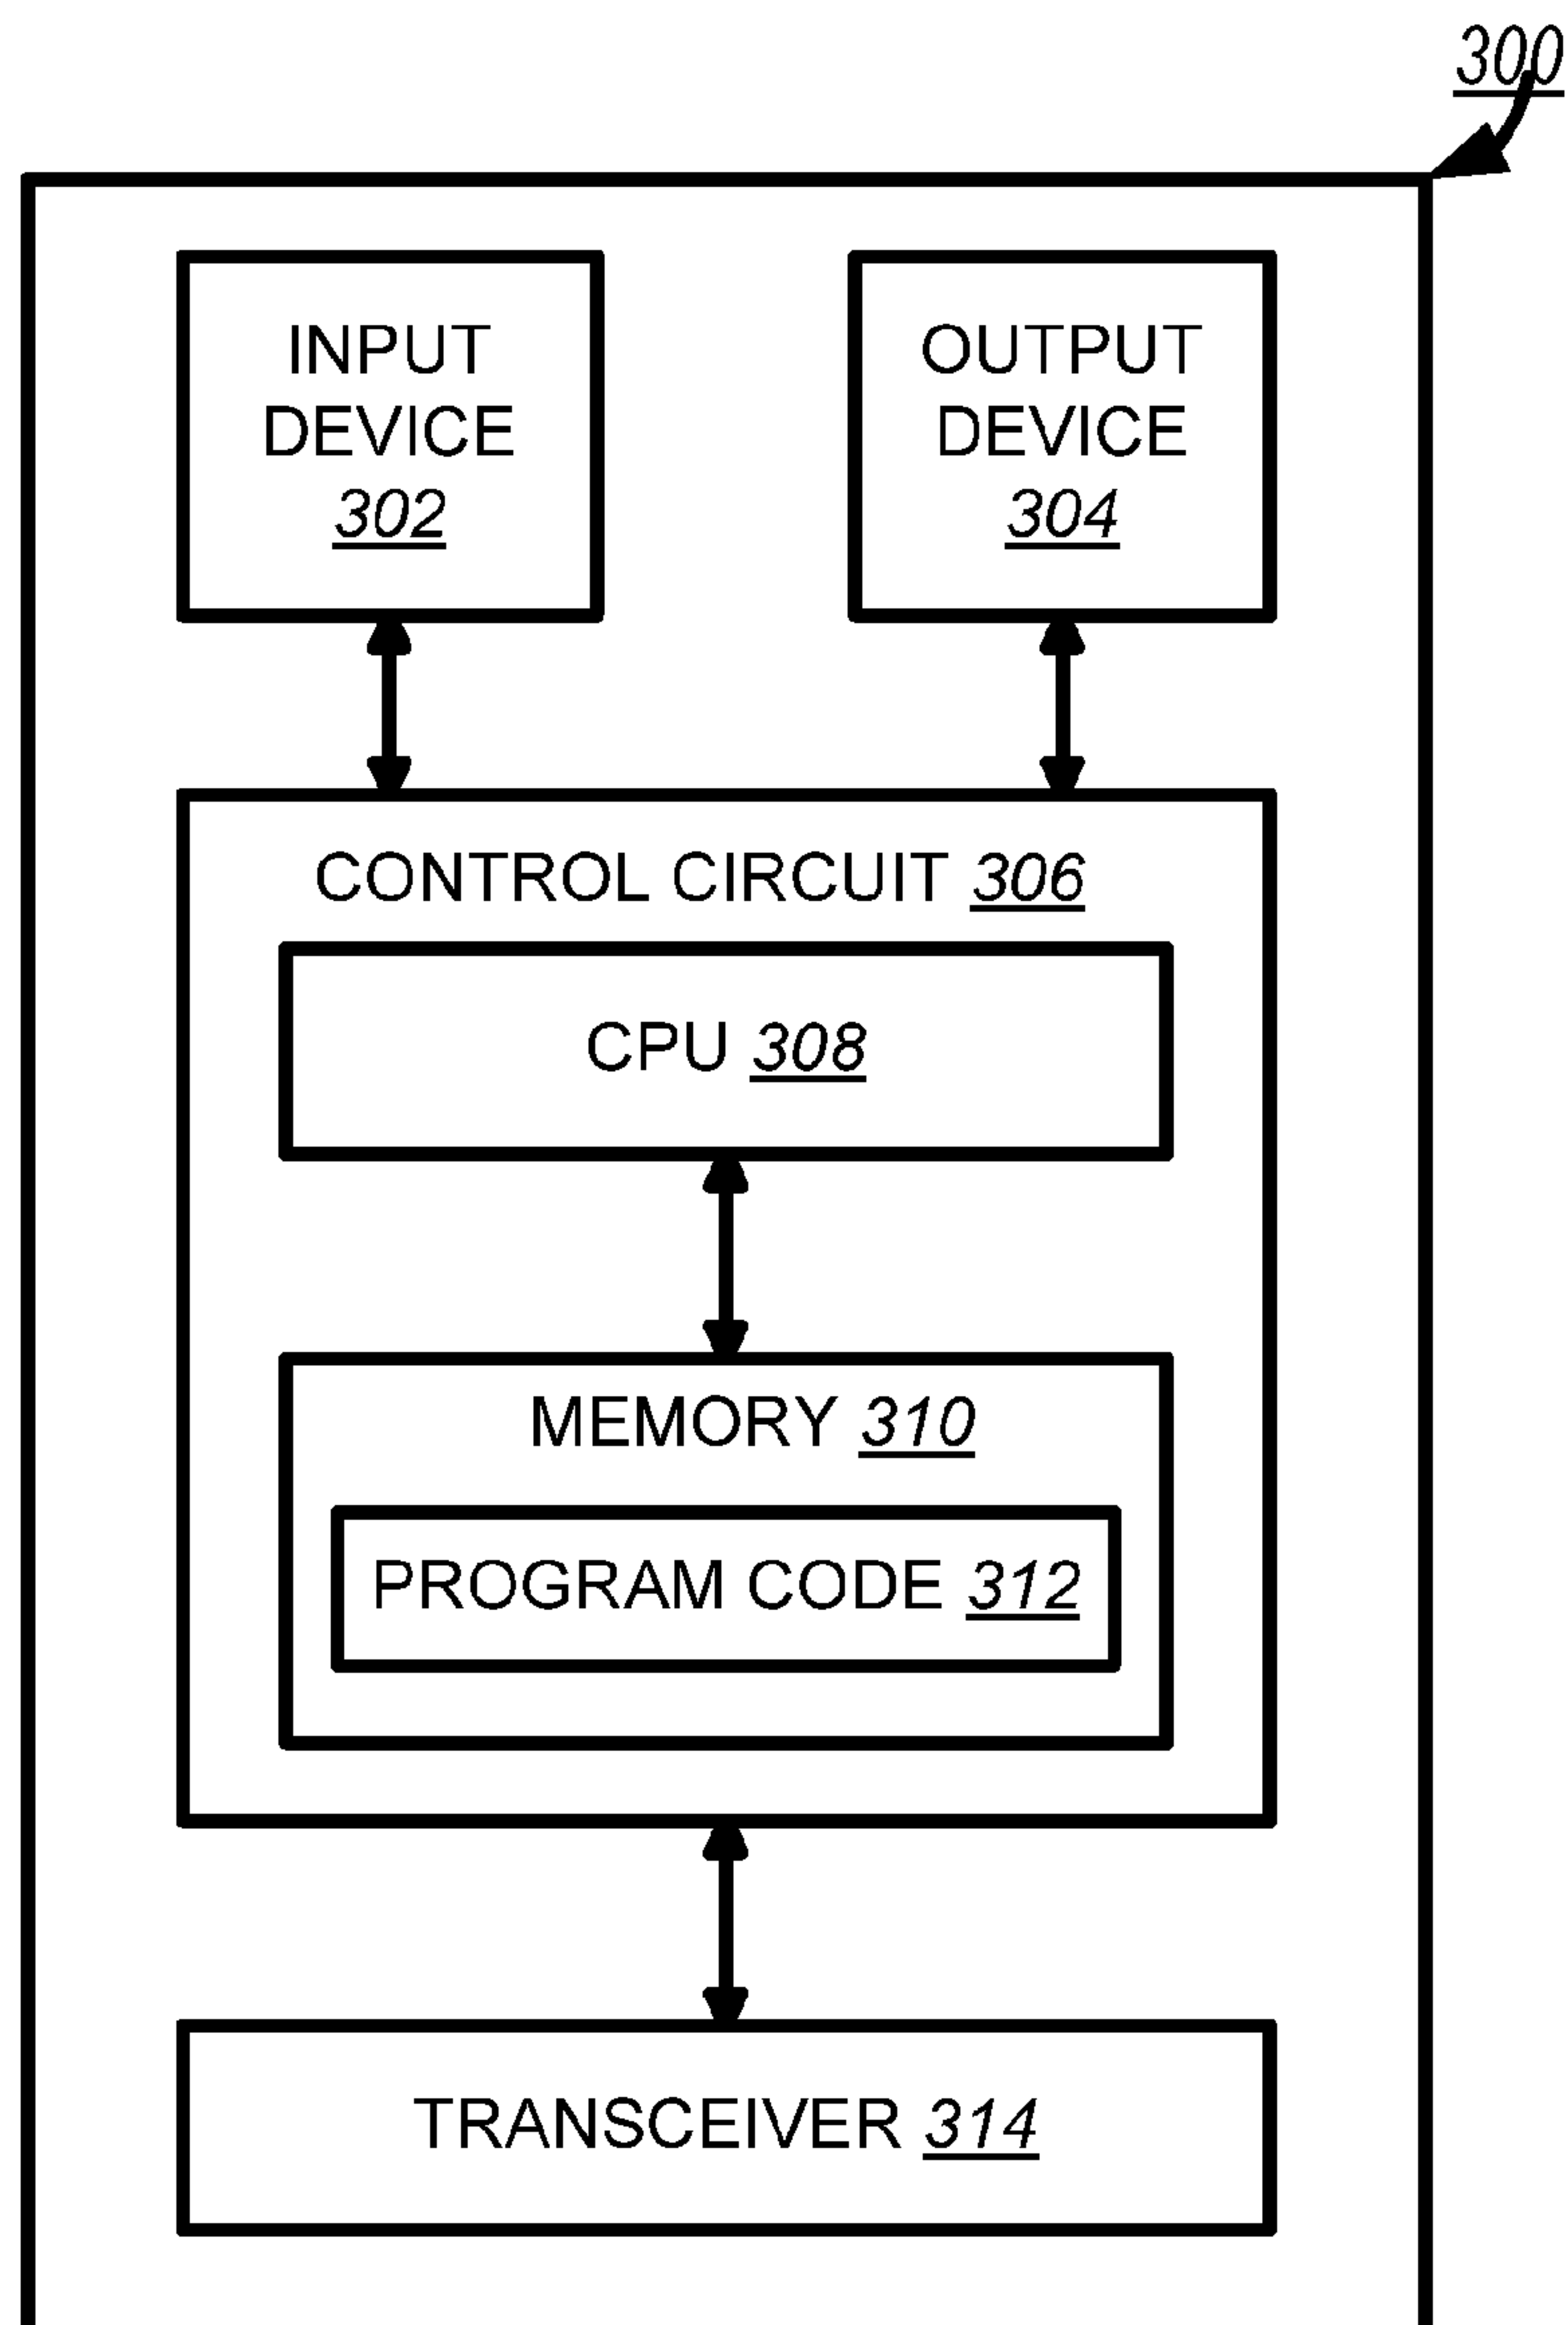 300
INPUT
DEVICE
302
OUTPUT
DEVICE
304
CONTROL CIRCUIT 306
CPU 308
MEMORY 310
PROGRAM CODE 312
TRANSCEIVER 314